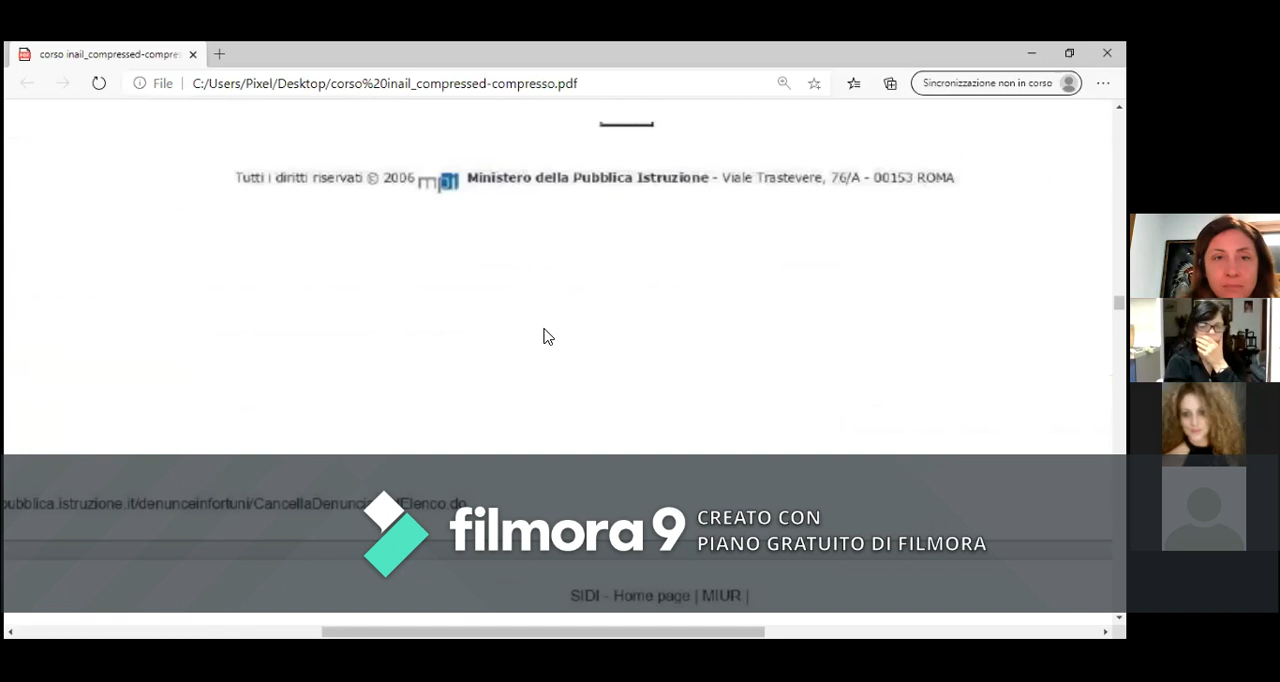 corso inail_compressed-compre
File
C:/Users/Pixel/Desktop/corso%20inail_compressed-compresso.pdf
Sincronizzazione non in corso
Tutti i diritti riservati © 2006 mpi Ministero della Pubblica Istruzione - Viale Trastevere, 76/A - 00153 ROMA
pubblica.istruzione.it/denunceinfortuni/CancellaDenunc
Elenco.do
filmora 9 CREATO CON
PIANO GRATUITO DI FILMORA
SIDI - Home page | MIUR |